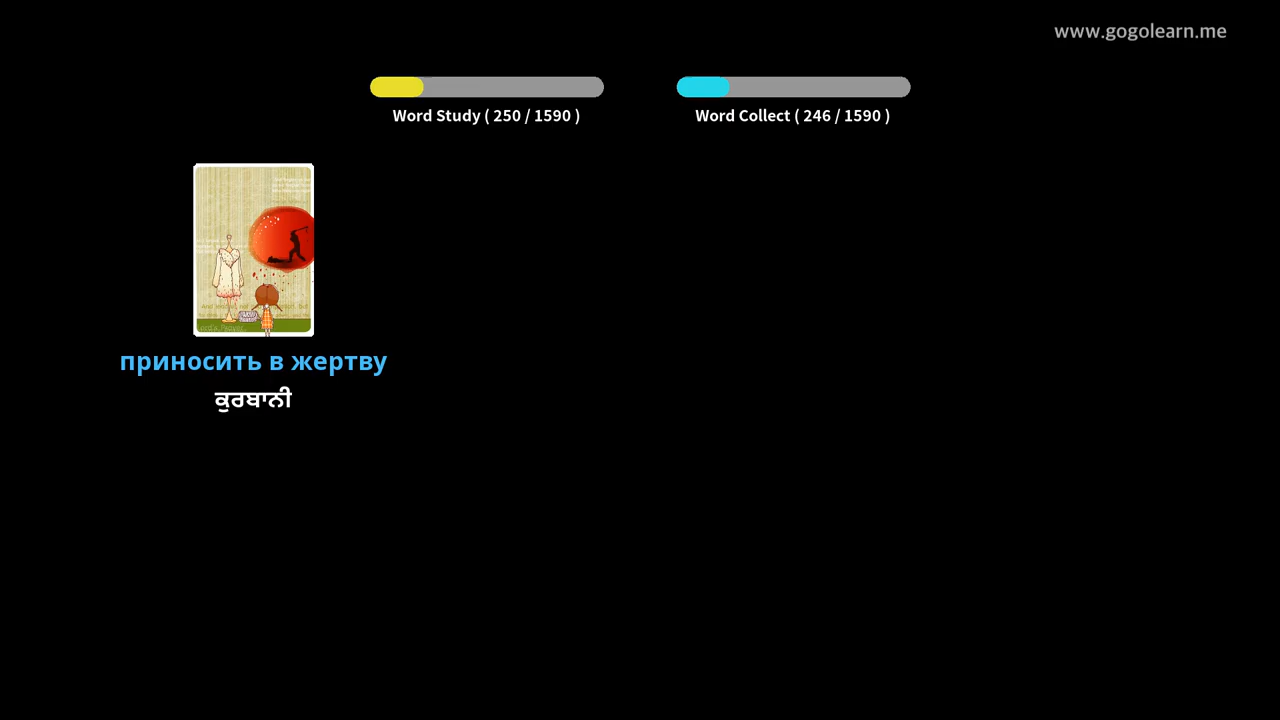 www.gogolearn.me
Word Study ( 250 / 1590 )
Word Collect ( 246 / 1590 )
приносить в жертву
ਕੁਰਬਾਨੀ